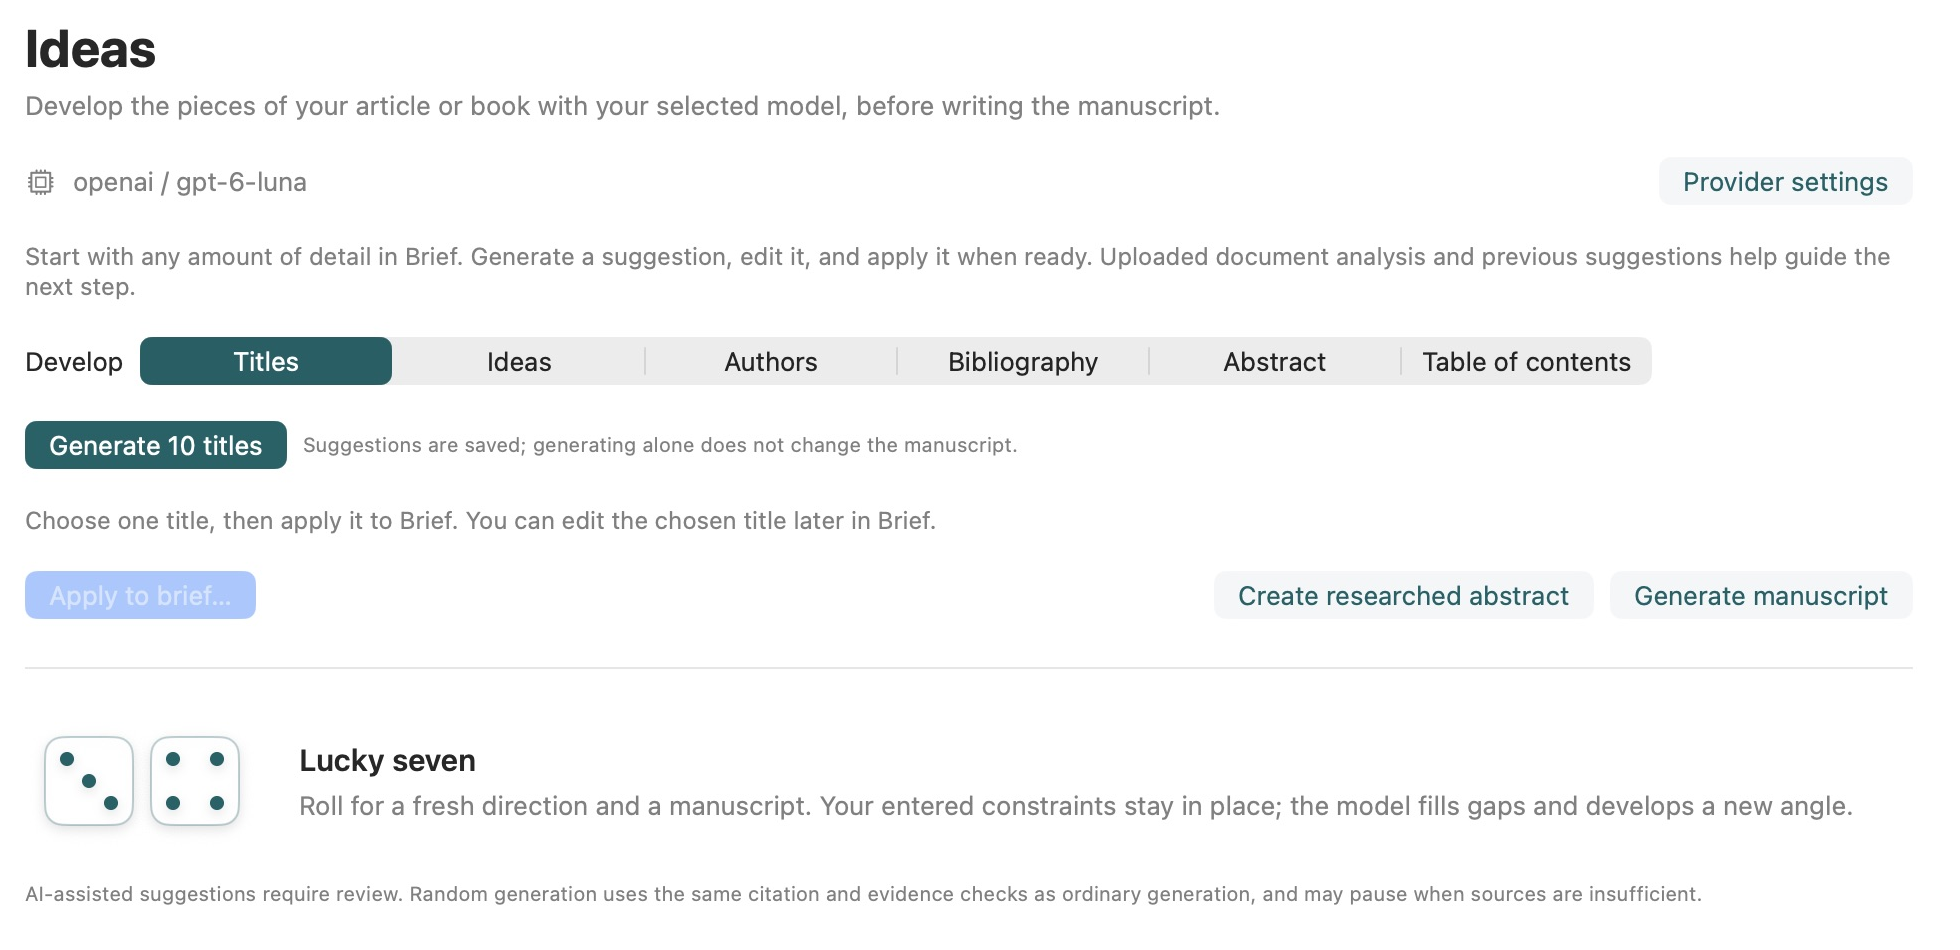 Ideas
Develop the pieces of your article or book with your selected model, before writing the manuscript.
openai / gpt-6-luna
Provider settings
Start with any amount of detail in Brief. Generate a suggestion, edit it, and apply it when ready. Uploaded document analysis and previous suggestions help guide the
next step.
Develop Titles Ideas Authors Bibliography Abstract Table of contents
Generate 10 titles Suggestions are saved; generating alone does not change the manuscript.
Choose one title, then apply it to Brief. You can edit the chosen title later in Brief.
Apply to brief... Create researched abstract Generate manuscript
Lucky seven
Roll for a fresh direction and a manuscript. Your entered constraints stay in place; the model fills gaps and develops a new angle.
AI-assisted suggestions require review. Random generation uses the same citation and evidence checks as ordinary generation, and may pause when sources are insufficient.